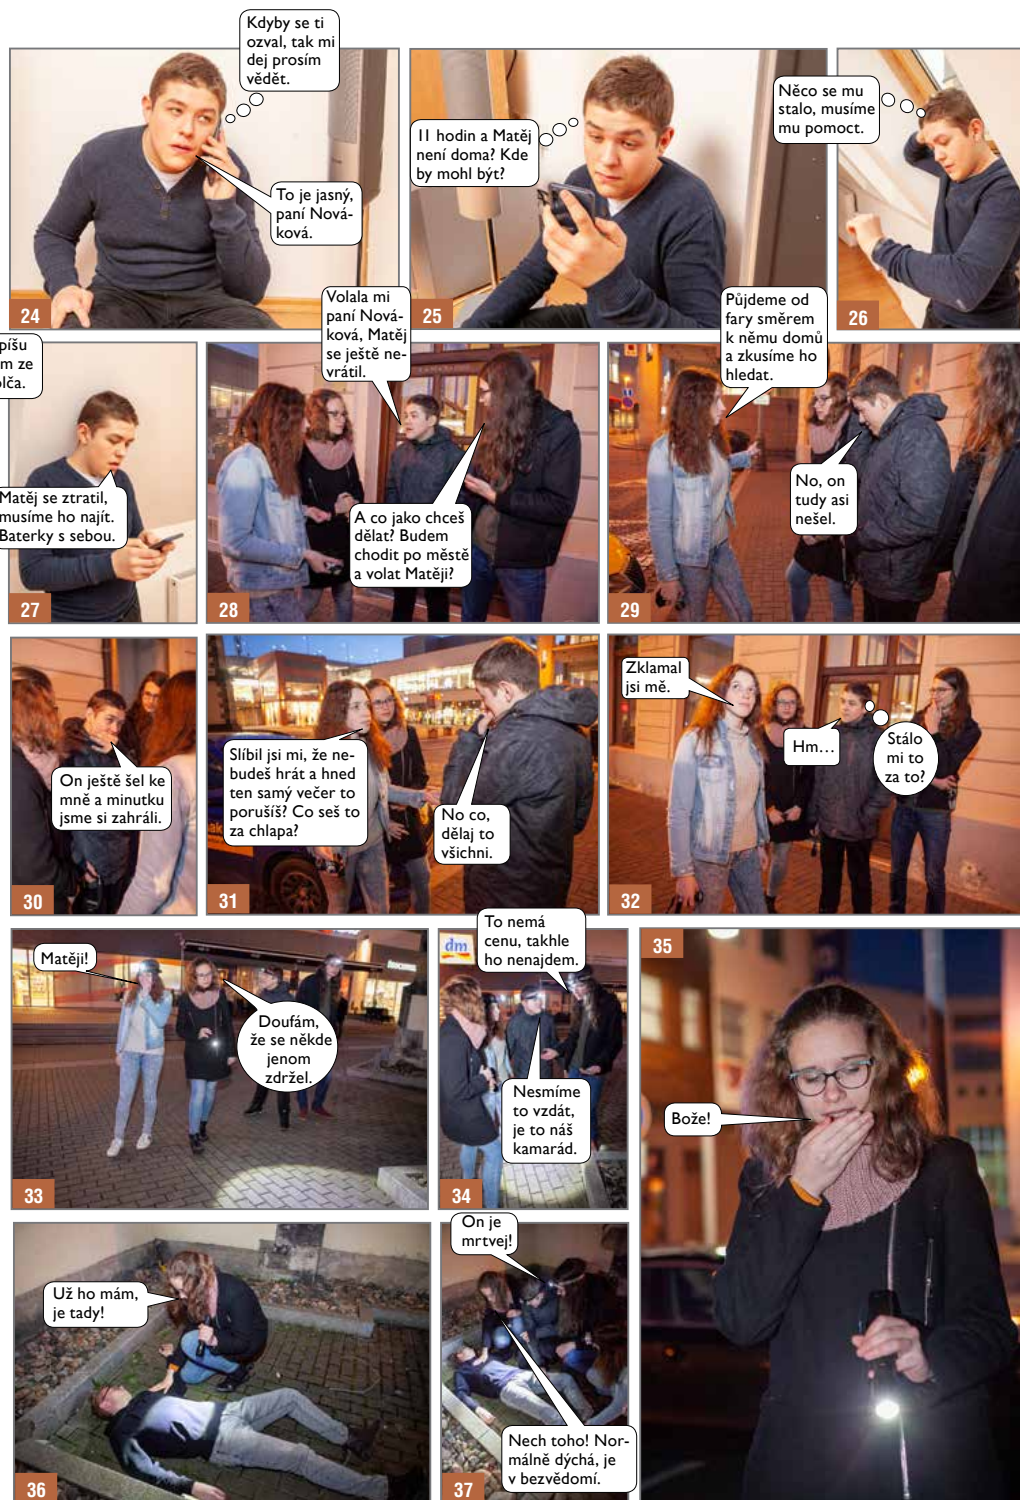 Kdyby se ti
ozval, tak mi
dej prosím
vědět.
To je jasný,
paní Nová-
ková.
24
11 hodin a Matěj
není doma? Kde
by mohl být?
25
Něco se mu
stalo, musíme
mu pomoct.
26
píšu
m ze
olča.
Matěj se ztratil,
musíme ho najít.
Baterky s sebou.
27
Volala mi
paní Nová-
ková, Matěj
se ještě ne-
vrátil.
A co jako chceš
dělat? Budem
chodit po městě
a volat Matěji?
28
Půjdeme od
fary směrem
k němu domů
a zkusíme ho
hledat.
No, on
tudy asi
nešel.
29
On ještě šel ke
mně a minutku
jsme si zahráli.
30
Slíbil jsi mi, že ne-
budeš hrát a hned
ten samý večer to
porušíš? Co seš to
za chlapa?
No co,
dělaj to
všichni.
31
Zklamal
jsi mě.
Hm...
Stálo
mi to
za to?
32
Matěji!
Doufám,
že se někde
jenom
zdržel.
33
dm
To nemá
cenu, takhle
ho nenajdem.
Nesmíme
to vzdát,
je to náš
kamarád.
34
35
Bože!
Už ho mám,
je tady!
36
On je
mrtvej!
Nech toho! Nor-
málně dýchá, je
v bezvědomí.
37